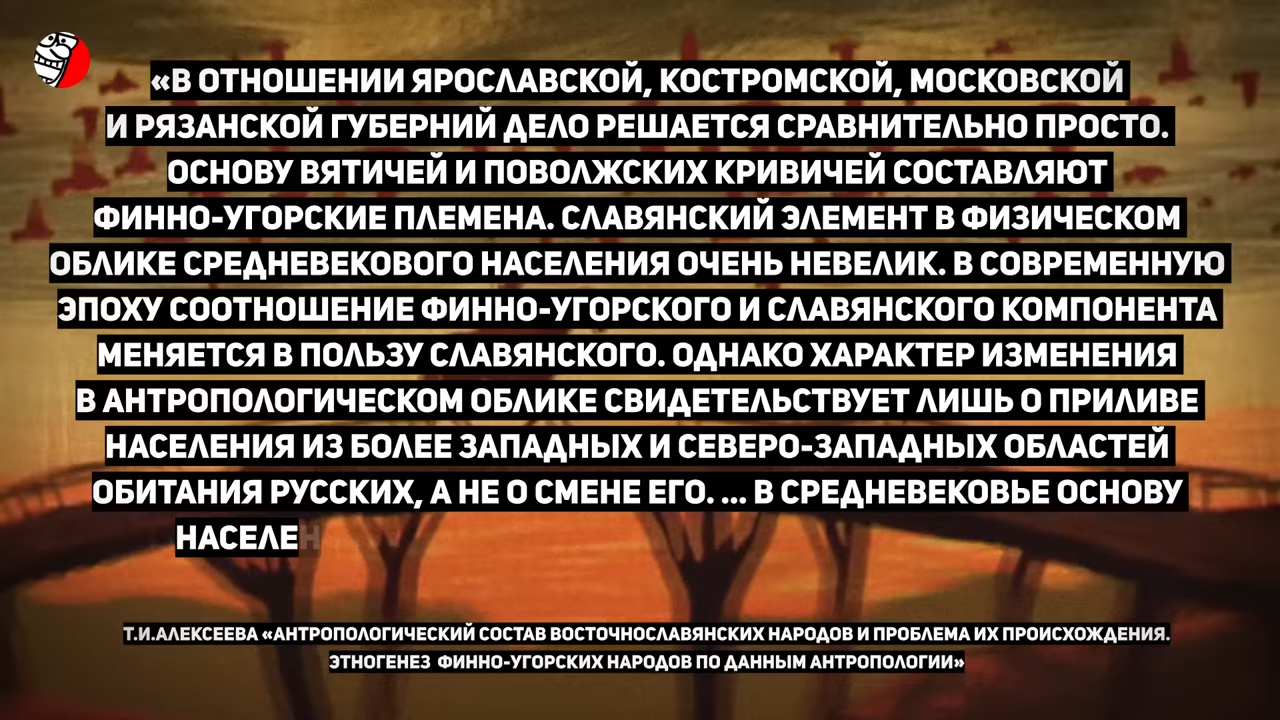 «В ОТНОШЕНИИ ЯРОСЛАВСКОЙ, КОСТРОМСКОЙ, МОСКОВСКОЙ
И РЯЗАНСКОЙ ГУБЕРНИЙ ДЕЛО РЕШАЕТСЯ СРАВНИТЕЛЬНО ПРОСТО.
ОСНОВУ ВЯТИЧЕЙ И ПОВОЛЖСКИХ КРИВИЧЕЙ СОСТАВЛЯЮТ
ФИННО-УГОРСКИЕ ПЛЕМЕНА. СЛАВЯНСКИЙ ЭЛЕМЕНТ В ФИЗИЧЕСКОМ
ОБЛИКЕ СРЕДНЕВЕКОВОГО НАСЕЛЕНИЯ ОЧЕНЬ НЕВЕЛИК. В СОВРЕМЕННУЮ
ЭПОХУ СООТНОШЕНИЕ ФИННО-УГОРСКОГО И СЛАВЯНСКОГО КОМПОНЕНТА
МЕНЯЕТСЯ В ПОЛЬЗУ СЛАВЯНСКОГО. ОДНАКО ХАРАКТЕР ИЗМЕНЕНИЯ
В АНТРОПОЛОГИЧЕСКОМ ОБЛИКЕ СВИДЕТЕЛЬСТВУЕТ ЛИШЬ О ПРИЛИВЕ
НАСЕЛЕНИЯ ИЗ БОЛЕЕ ЗАПАДНЫХ И СЕВЕРО-ЗАПАДНЫХ ОБЛАСТЕЙ
ОБИТАНИЯ РУССКИХ, А НЕ О СМЕНЕ ЕГО. ... В СРЕДНЕВЕКОВЬЕ ОСНОВУ
НАСЕЛЕН
Т.И.АЛЕКСЕЕВА «АНТРОПОЛОГИЧЕСКИЙ СОСТАВ ВОСТОЧНОСЛАВЯНСКИХ НАРОДОВ И ПРОБЛЕМА ИХ ПРОИСХОЖДЕНИЯ.
ЭТНОГЕНЕЗ ФИННО-УГОРСКИХ НАРОДОВ ПО ДАННЫМ АНТРОПОЛОГИИ»